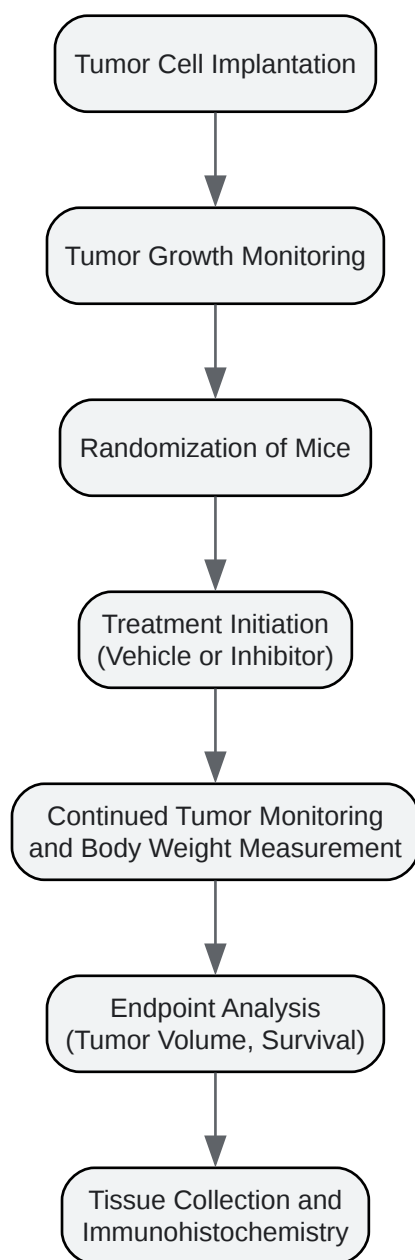 Tumor Cell Implantation
Tumor Growth Monitoring
Randomization of Mice
Treatment Initiation
(Vehicle or Inhibitor)
Continued Tumor Monitoring
and Body Weight Measurement
Endpoint Analysis
(Tumor Volume, Survival)
Tissue Collection and
Immunohistochemistry